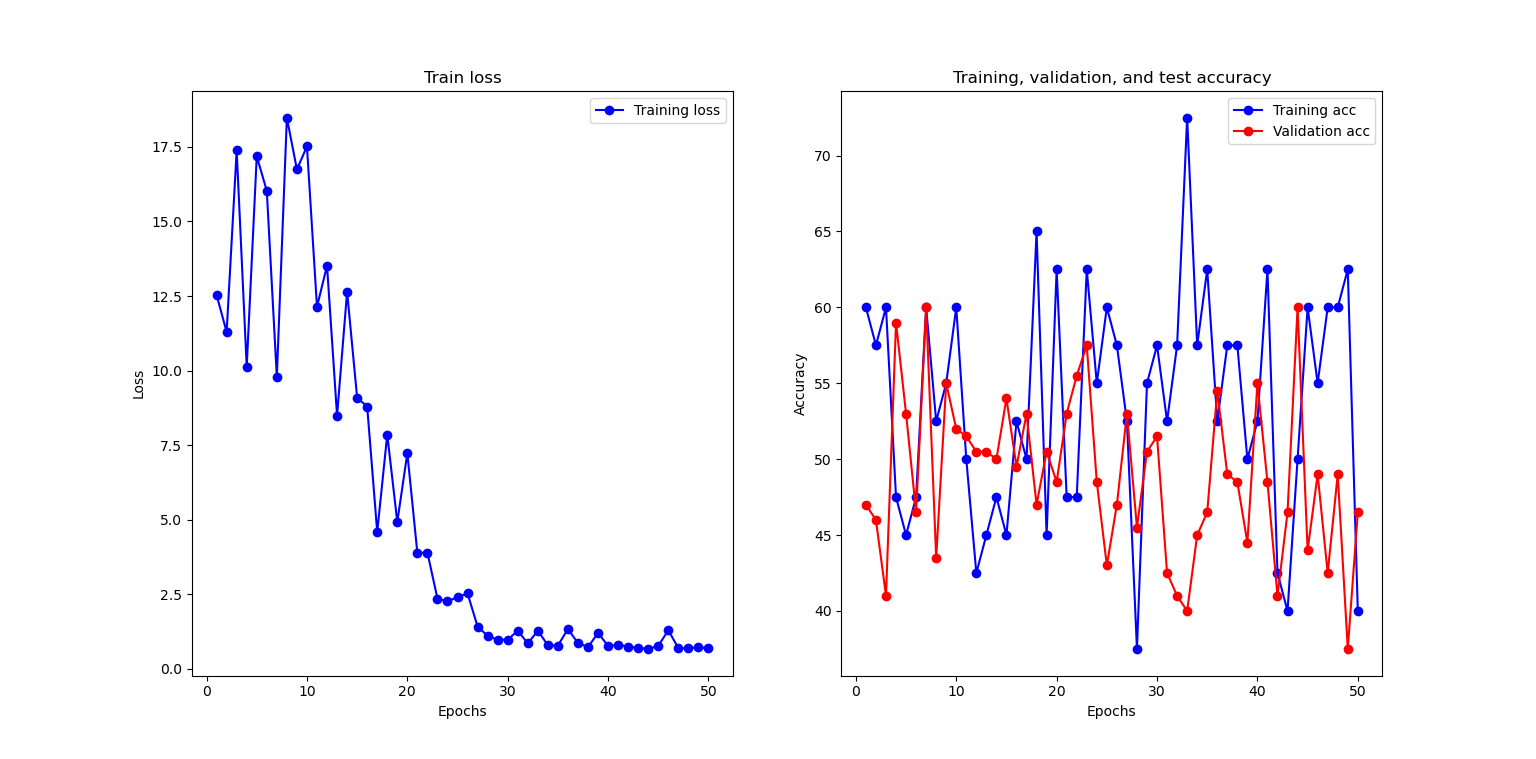 Train loss
Training loss
17.5
15.0
12.5
10.0
7.5
5.0
2.5
0.0
Loss
0 10 20 30 40 50
Epochs
Training, validation, and test accuracy
Training acc
Validation acc
70
65
60
55
50
45
40
Accuracy
0 10 20 30 40 50
Epochs